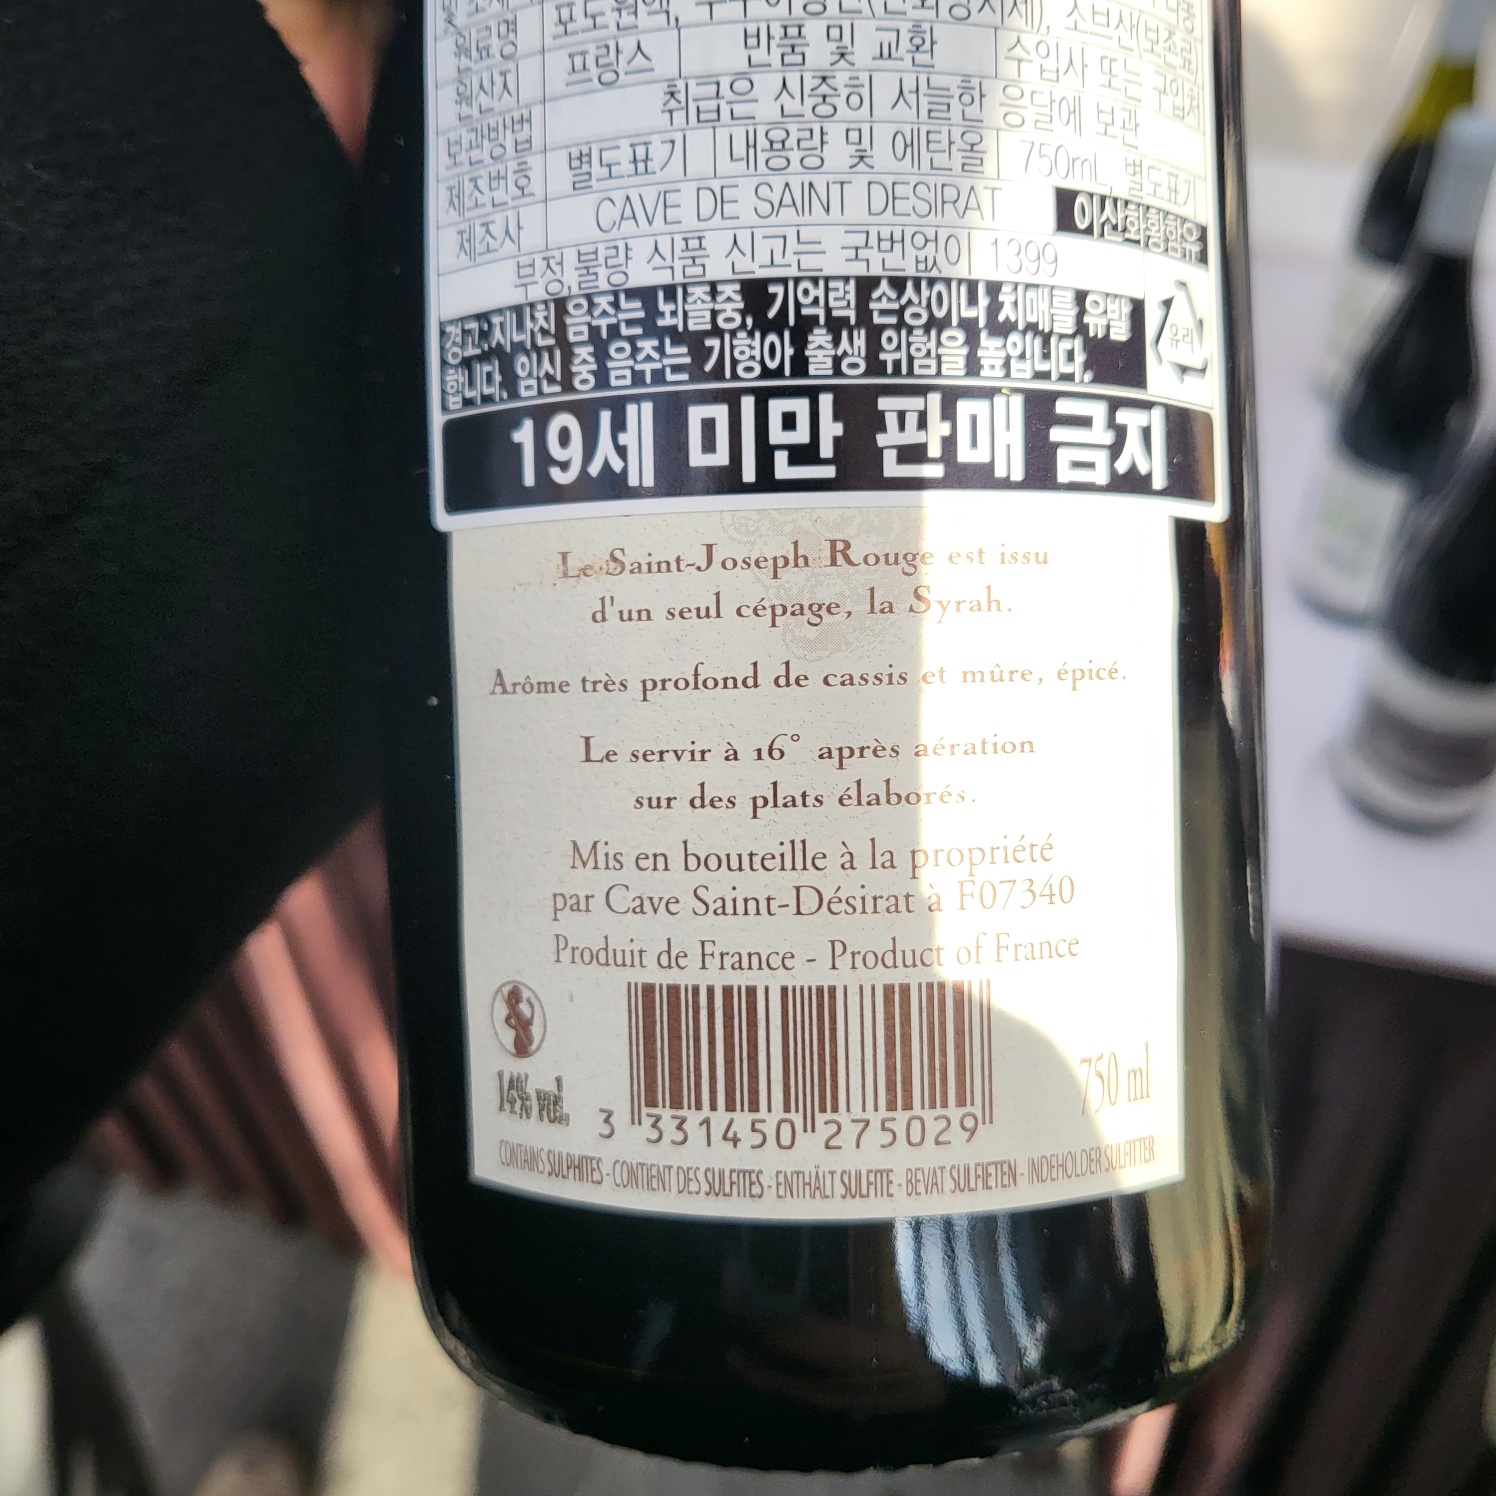 원료명 포도원액, 소브산(보존료)
원산지 프랑스 반품 및 교환 수입사 또는 구입처
보관방법 취급은 신중히 서늘한 응달에 보관
제조번호 별도표기 내용량 및 에탄올 750mL, 별도표기
제조사 CAVE DE SAINT DESIRAT 이산화황함유
부정,불량 식품 신고는 국번없이 1399
경고:지나친 음주는 뇌졸중, 기억력 손상이나 치매를 유발
합니다. 임신 중 음주는 기형아 출생 위험을 높입니다.
유리
19세 미만 판매 금지
Le Saint-Joseph Rouge est issu
d'un seul cépage, la Syrah.
Arôme très profond de cassis et mûre, épicé.
Le servir à 16° après aération
sur des plats élaborés.
Mis en bouteille à la propriété
par Cave Saint-Désirat à F07340
Produit de France - Product of France
14% vol.
750 ml
3 331450 275029
CONTAINS SULPHITES - CONTIENT DES SULFITES - ENTHÄLT SULFITE - BEVAT SULFIETEN - INDEHOLDER SULFITTER